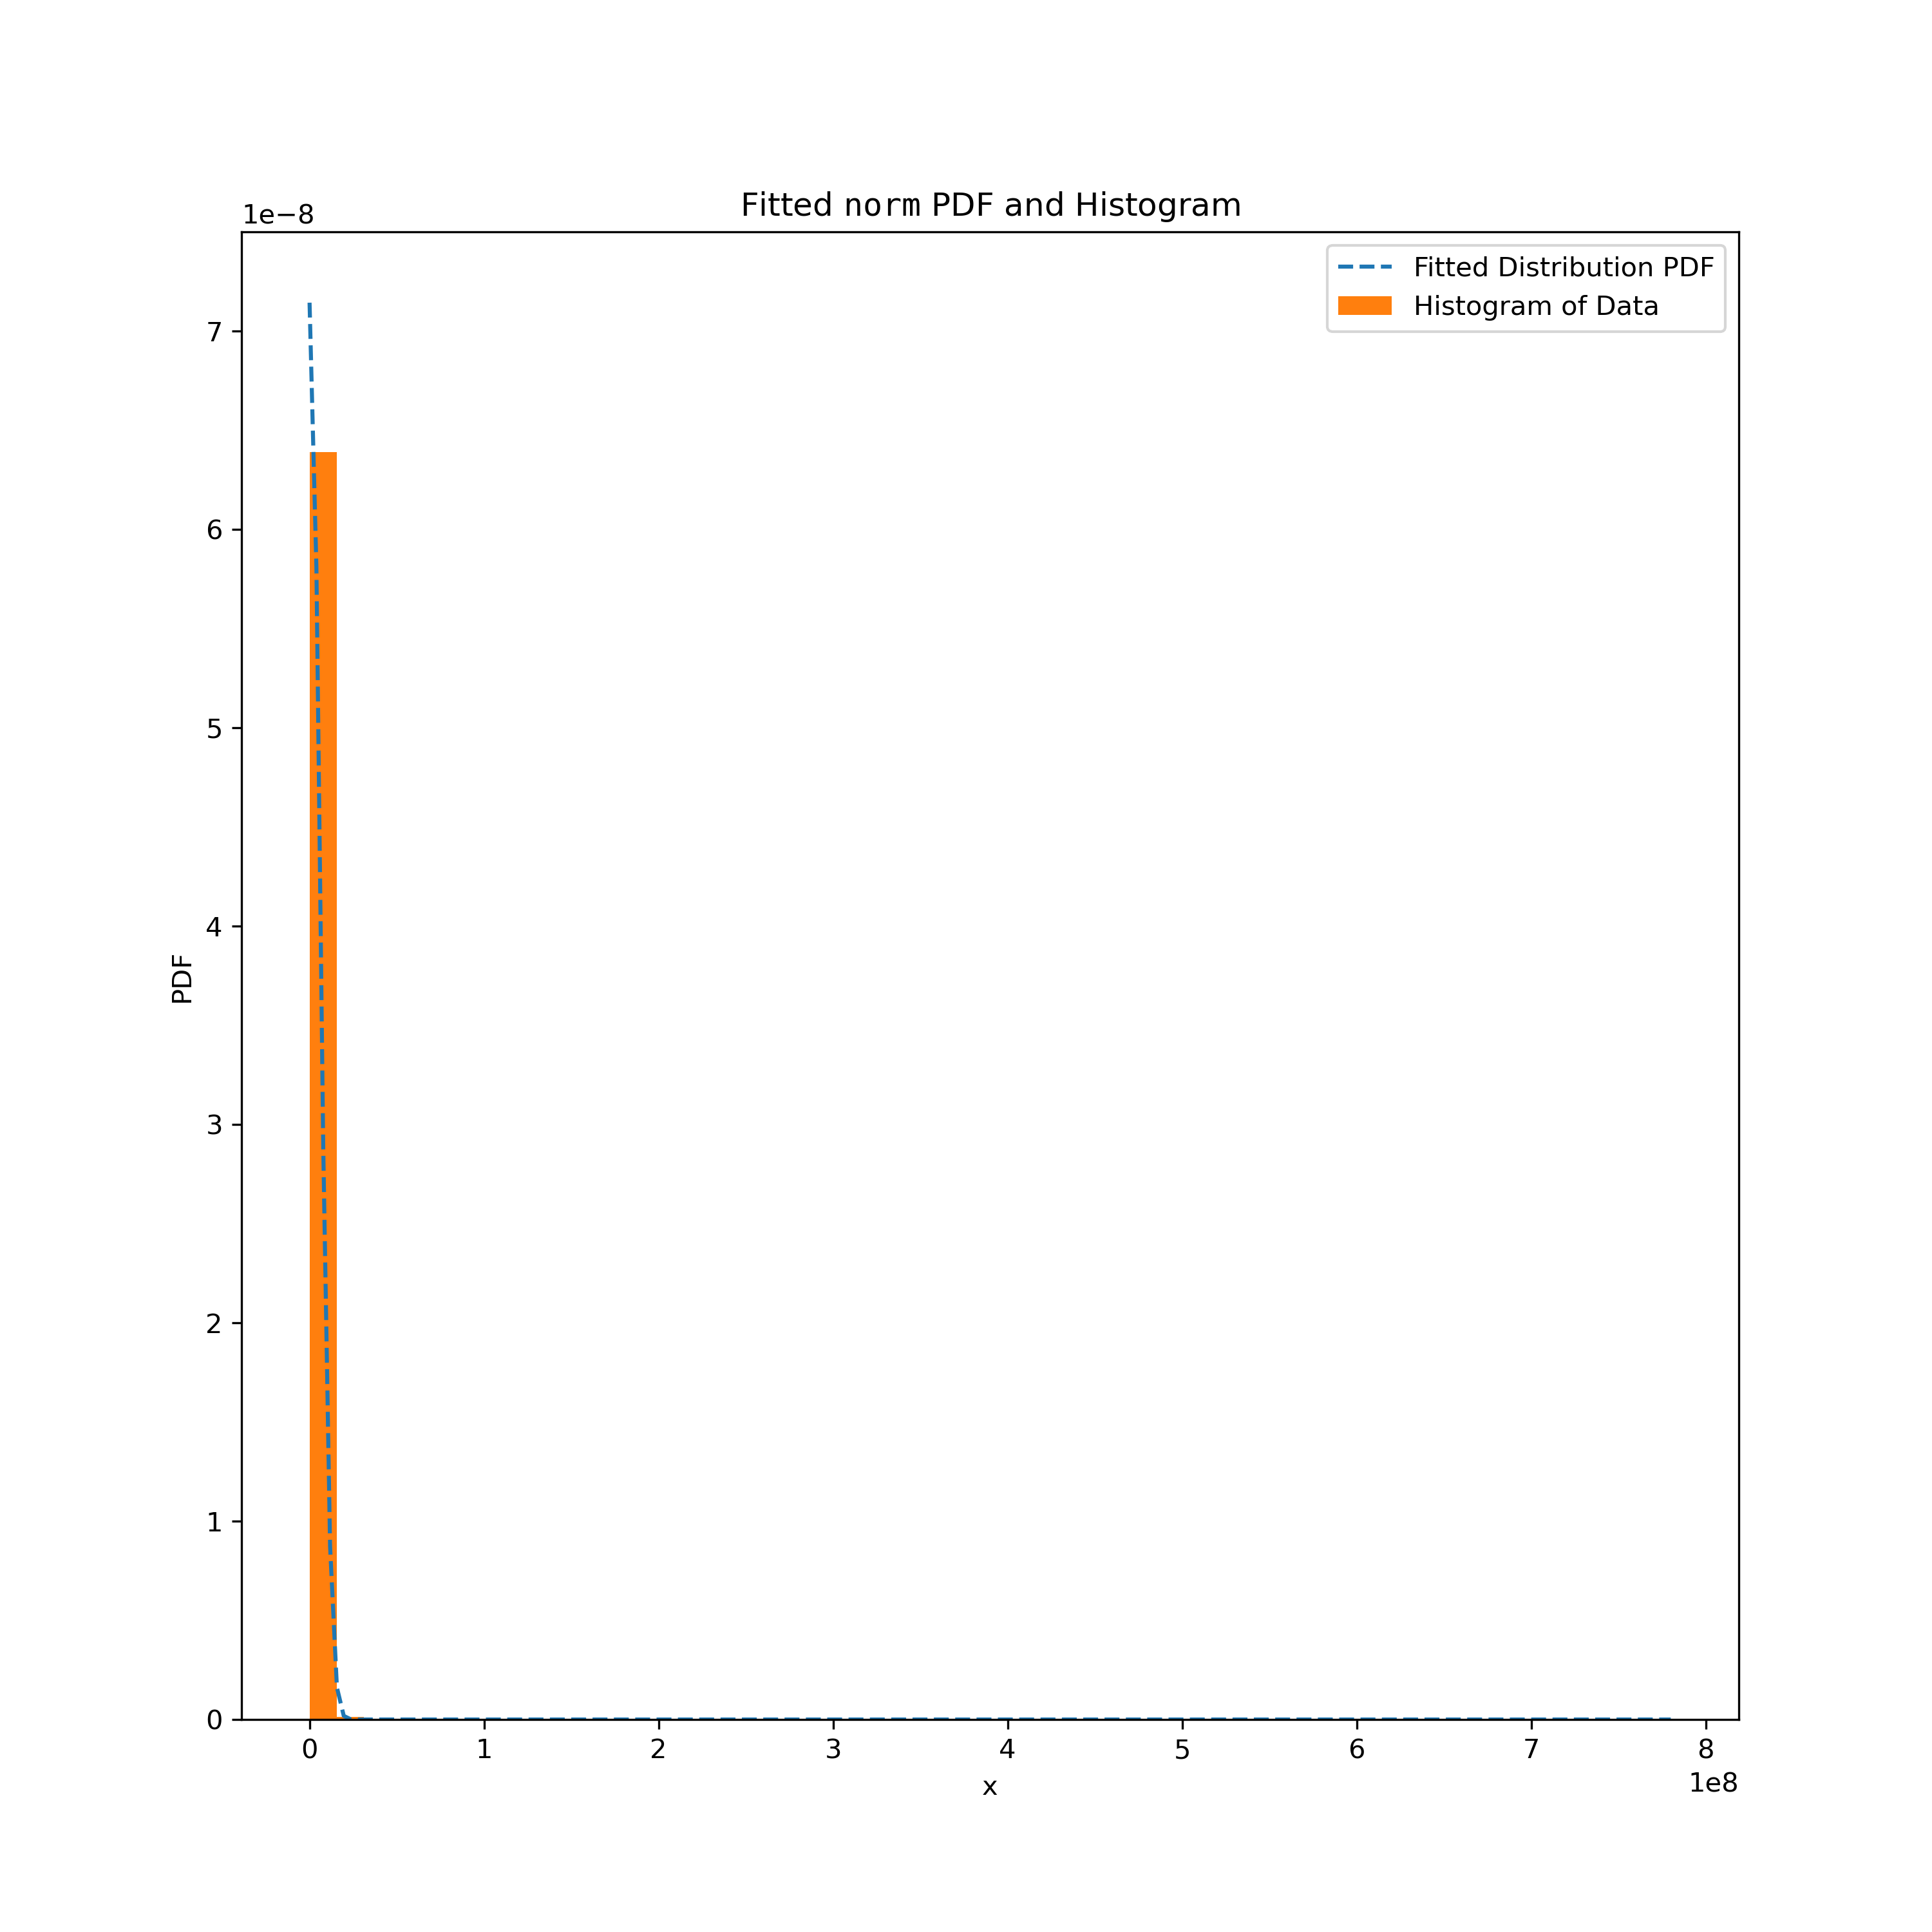 Fitted norm PDF and Histogram
1e−8
Fitted Distribution PDF
Histogram of Data
7
6
5
4
3
2
1
0
PDF
0 1 2 3 4 5 6 7 8
1e8
x